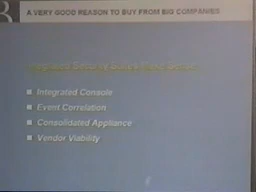 A VERY GOOD REASON TO BUY FROM BIG COMPANIES
Integrated Console
Event Correlation
Consolidated Appliance
Vendor Viability